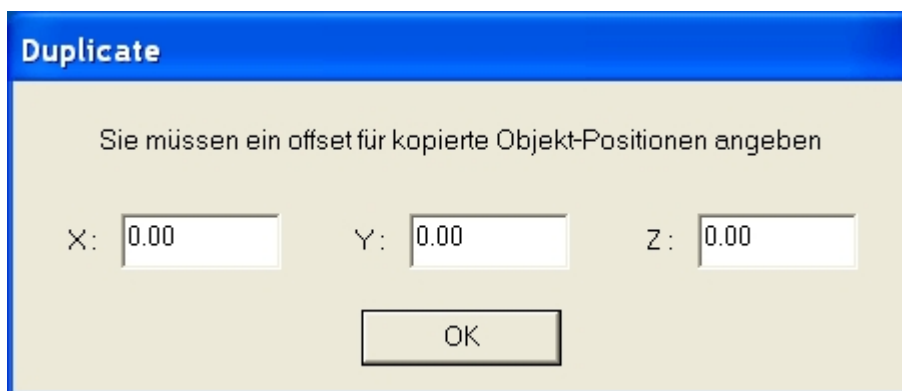 Duplicate
Sie müssen ein offset für kopierte Objekt-Positionen angeben
X: 0.00 Y: 0.00 Z: 0.00
OK